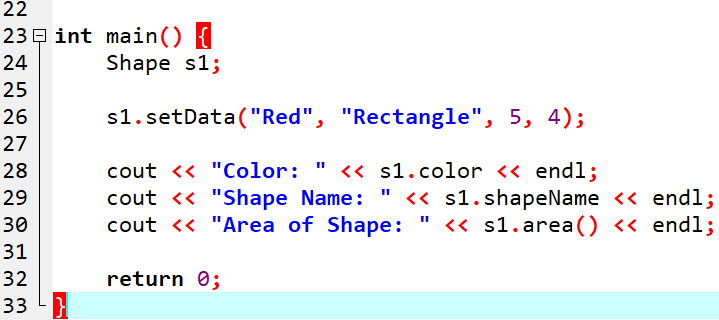 22
23 int main() {
24     Shape s1;
25
26     s1.setData("Red", "Rectangle", 5, 4);
27
28     cout << "Color: " << s1.color << endl;
29     cout << "Shape Name: " << s1.shapeName << endl;
30     cout << "Area of Shape: " << s1.area() << endl;
31
32     return 0;
33 }